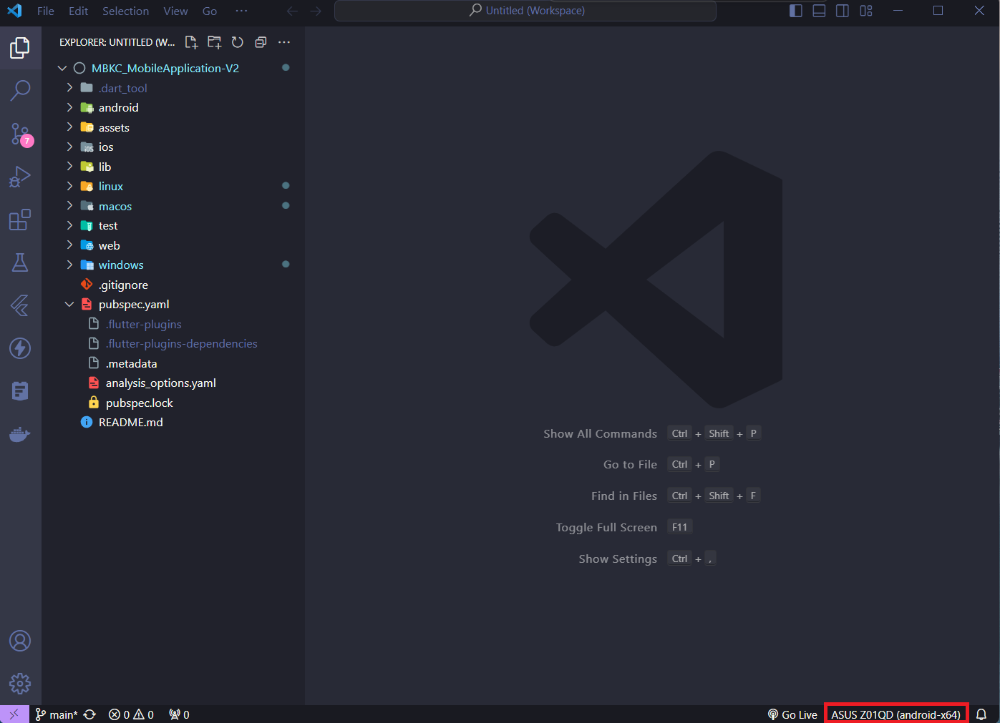 File Edit Selection View Go ··· Untitled (Workspace)
EXPLORER: UNTITLED (W...
MBKC_MobileApplication-V2
.dart_tool
android
assets
ios
lib
linux
macos
test
web
windows
.gitignore
pubspec.yaml
.flutter-plugins
.flutter-plugins-dependencies
.metadata
analysis_options.yaml
pubspec.lock
README.md
7
Show All Commands Ctrl + Shift + P
Go to File Ctrl + P
Find in Files Ctrl + Shift + F
Toggle Full Screen F11
Show Settings Ctrl + ,
main* 0 0 0 Go Live ASUS Z01QD (android-x64)